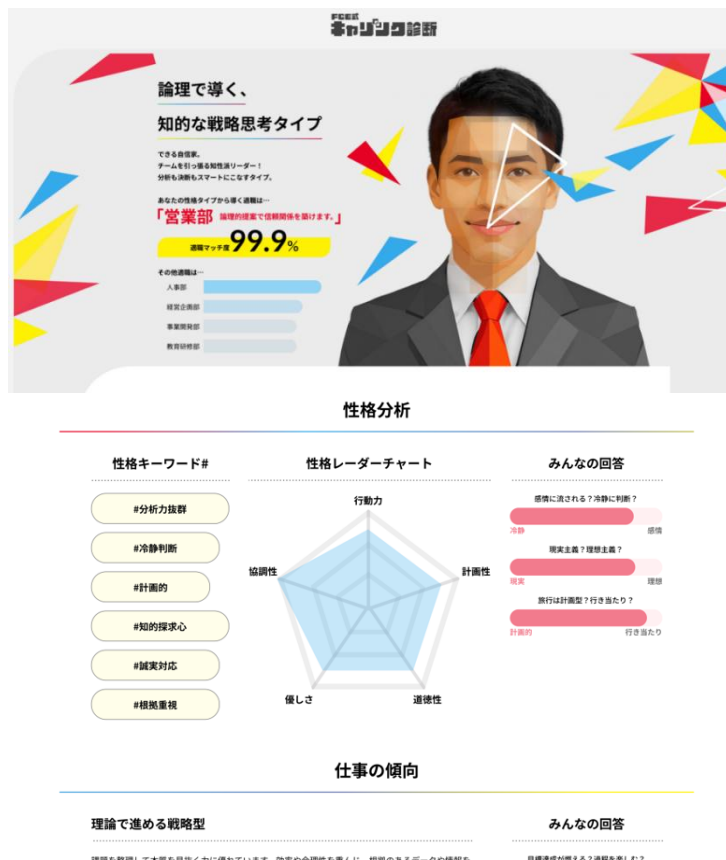 FCE式
キャリンク診断
論理で導く、
知的な戦略思考タイプ
できる自信家。
チームを引っ張る知性派リーダー！
分析も決断もスマートにこなすタイプ。
あなたの性格タイプから導く適職は…
「営業部 論理的提案で信頼関係を築けます。」
適職マッチ度 99.9%
その他適職は…
人事部
経営企画部
事業開発部
教育研修部
性格分析
性格キーワード#
#分析力抜群
#冷静判断
#計画的
#知的探求心
#誠実対応
#根拠重視
性格レーダーチャート
行動力
協調性
計画性
優しさ
道徳性
みんなの回答
感情に流される？冷静に判断？
冷静 感情
現実主義？理想主義？
現実 理想
旅行は計画型？行き当たり？
計画的 行き当たり
仕事の傾向
理論で進める戦略型
みんなの回答